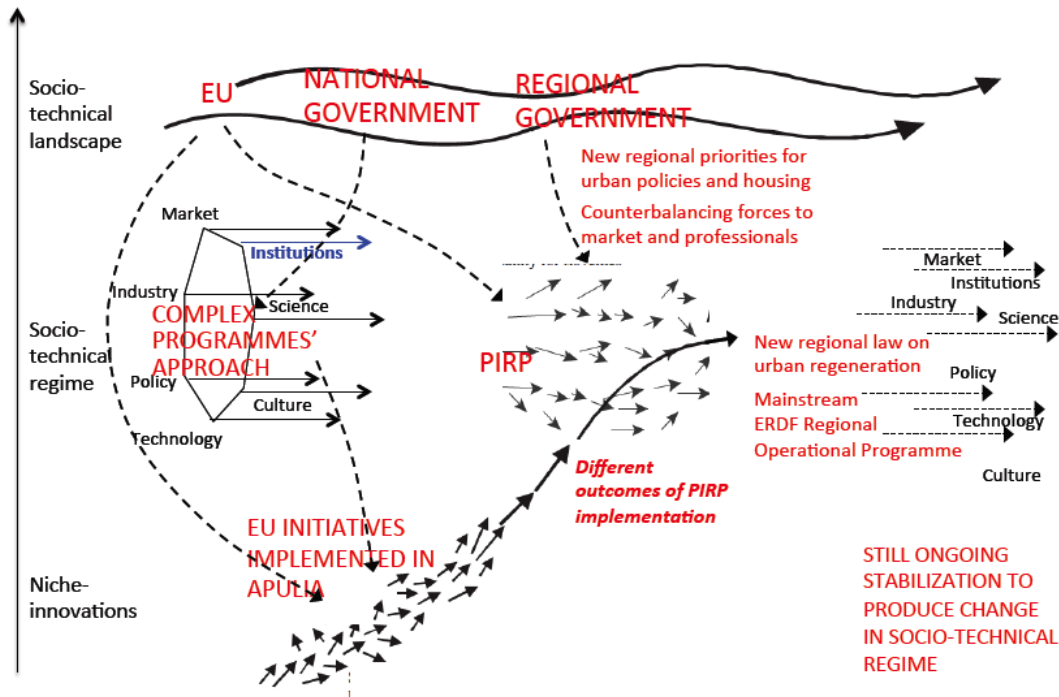 Socio-
technical
landscape
EU
NATIONAL
GOVERNMENT
REGIONAL
GOVERNMENT
New regional priorities for
urban policies and housing
Counterbalancing forces to
market and professionals
Market
Institutions
Industry
Science
COMPLEX
PROGRAMMES’
APPROACH
Policy
Culture
Technology
Socio-
technical
regime
PIRP
Market
Institutions
Industry
Science
New regional law on
urban regeneration
Policy
Mainstream
ERDF Regional
Technology
Operational Programme
Culture
Different
outcomes of PIRP
implementation
EU INITIATIVES
IMPLEMENTED IN
APULIA
Niche-
innovations
STILL ONGOING
STABILIZATION TO
PRODUCE CHANGE
IN SOCIO-TECHNICAL
REGIME